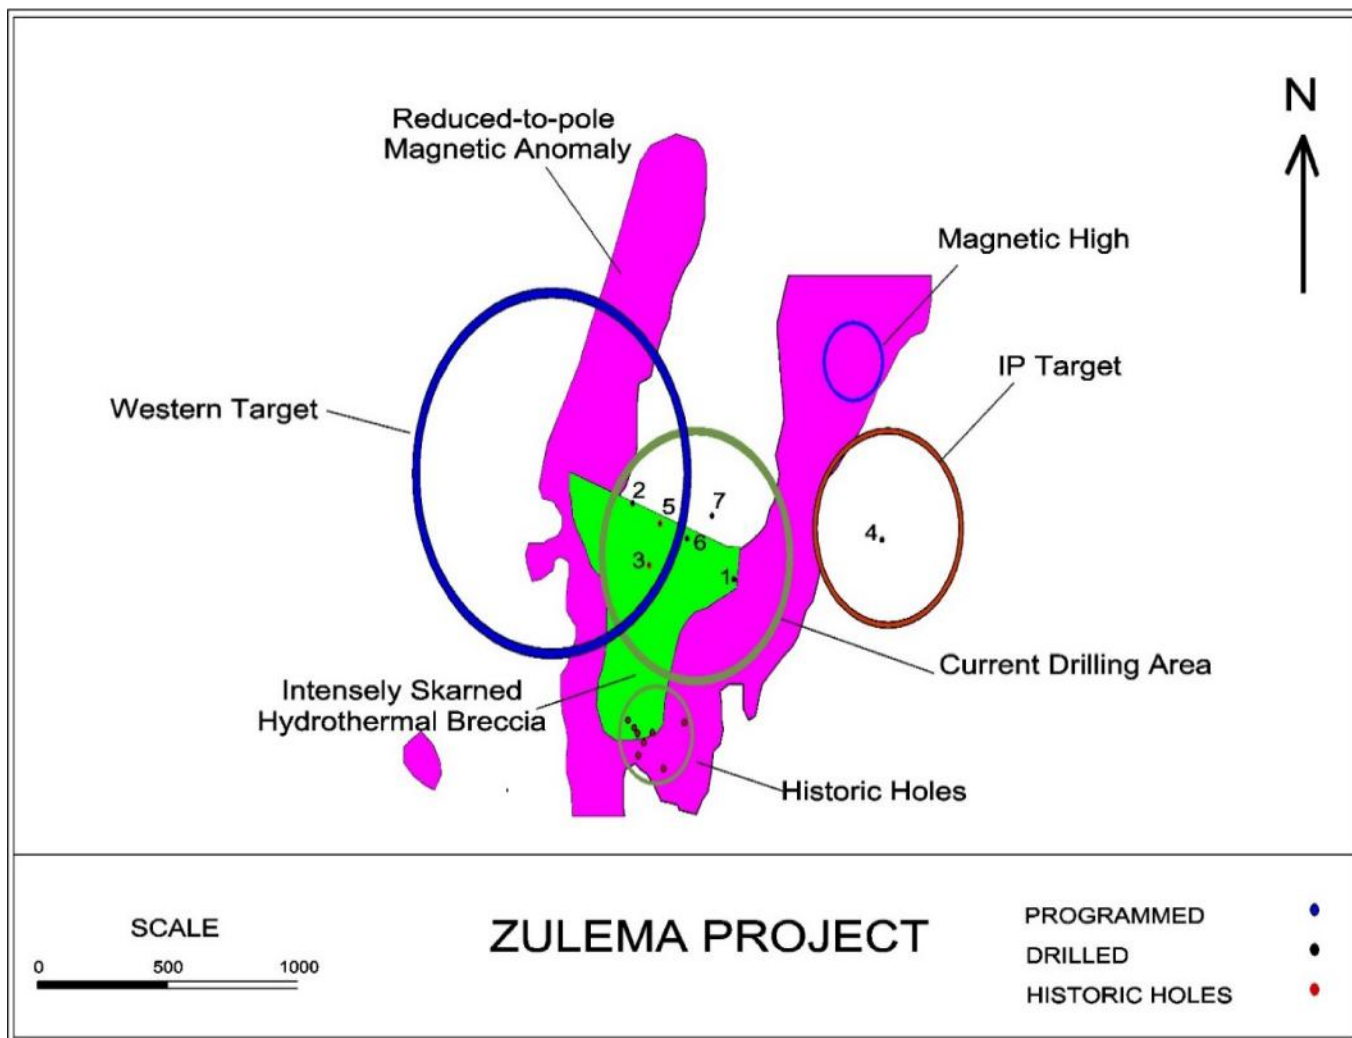 N
Reduced-to-pole
Magnetic Anomaly
Magnetic High
IP Target
Western Target
2
5
7
6
3
1
4
Current Drilling Area
Intensely Skarned
Hydrothermal Breccia
Historic Holes
SCALE
0 500 1000
ZULEMA PROJECT
PROGRAMMED
DRILLED
HISTORIC HOLES